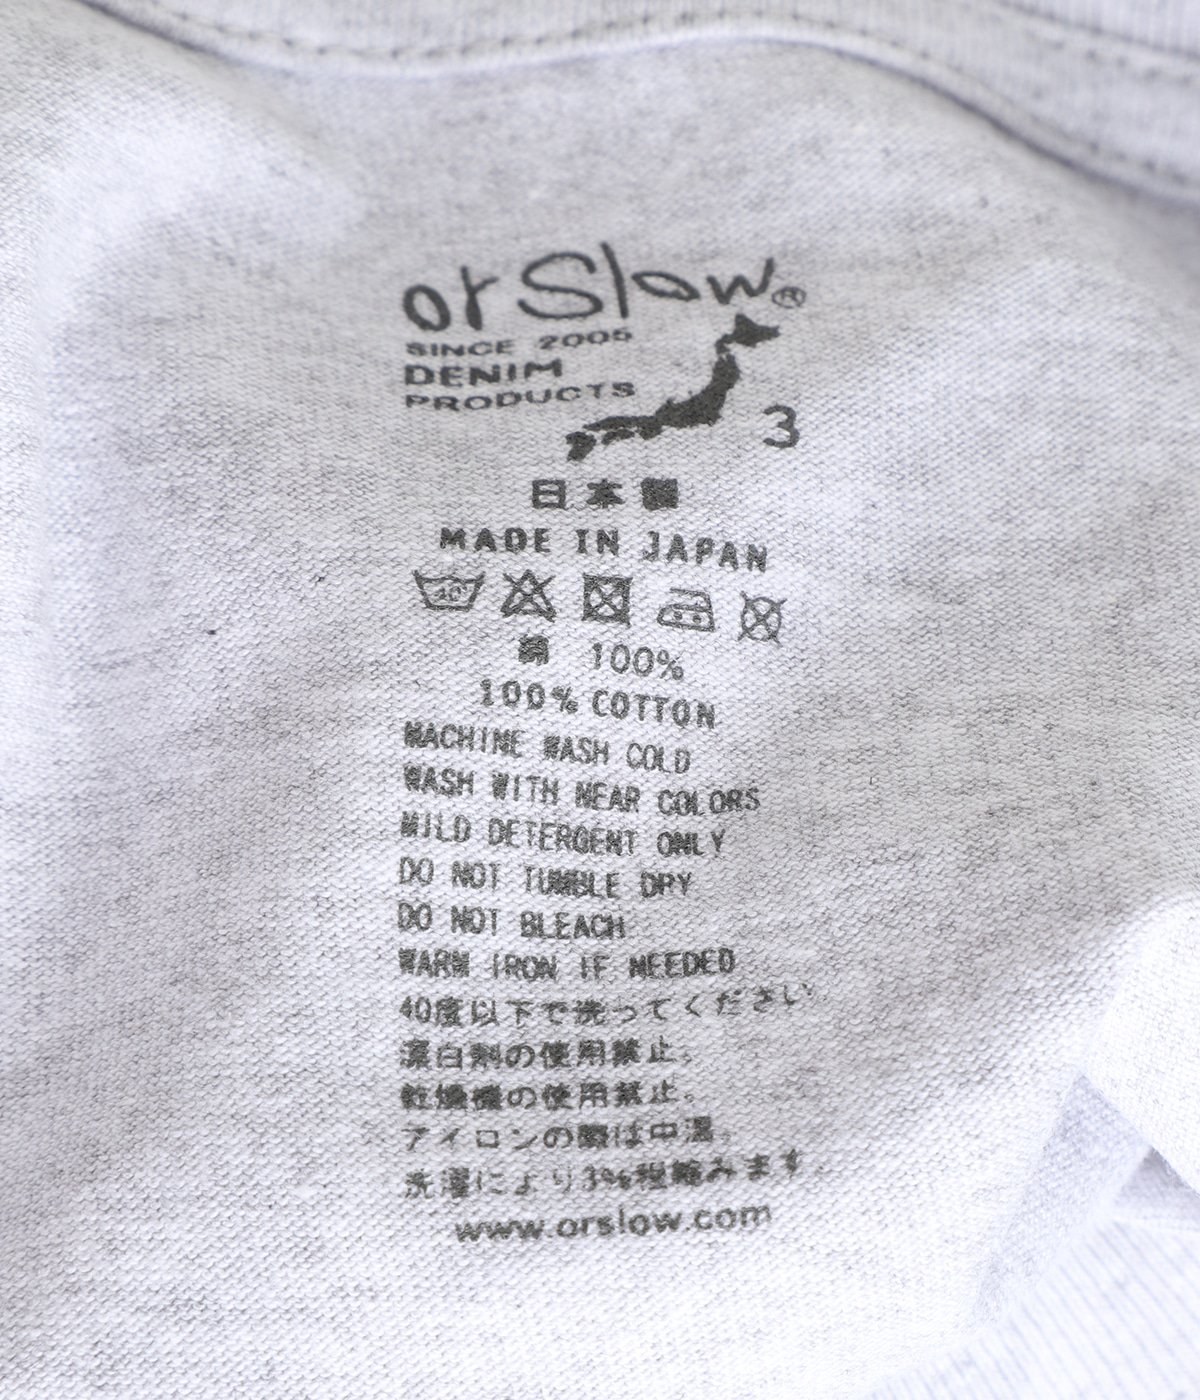 orSlow®
SINCE 2005
DENIM
PRODUCTS
3
日本製
MADE IN JAPAN
40
綿 100%
100% COTTON
MACHINE WASH COLD
WASH WITH NEAR COLORS
MILD DETERGENT ONLY
DO NOT TUMBLE DRY
DO NOT BLEACH
WARM IRON IF NEEDED
40度以下で洗ってください。
漂白剤の使用禁止。
乾燥機の使用禁止。
アイロンの際は中温。
洗濯により3%程縮みます。
www.orslow.com